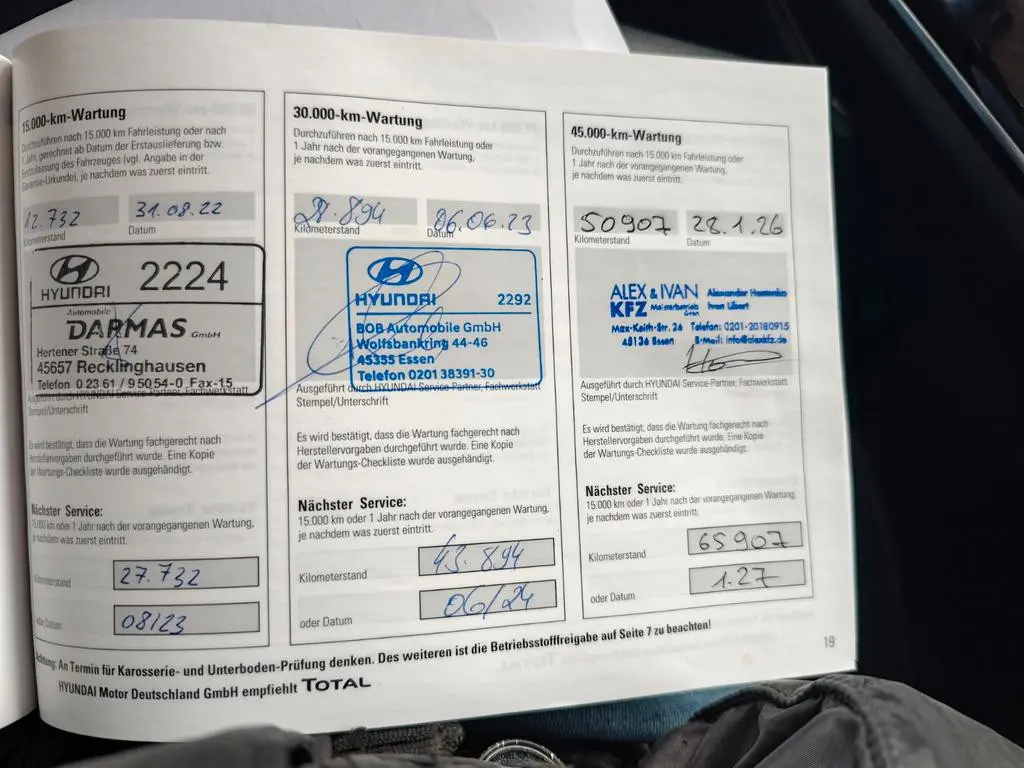 15.000-km-Wartung
Durchzuführen nach 15.000 km Fahrleistung oder nach
1 Jahr, gerechnet ab Datum der Erstauslieferung bzw.
Erstzulassung des Fahrzeuges (vgl. Angabe in der
Garantie-Urkunde), je nachdem was zuerst eintritt.
12.732
31.08.22
Kilometerstand
Datum
HYUNDAI
2224
Automobile
DARMAS GmbH
Hertener Straße 74
45657 Recklinghausen
Telefon 0 23 61 / 9 50 54-0 Fax-15
Ausgeführt durch HYUNDAI Service-Partner, Fachwerkstatt
Stempel/Unterschrift
Es wird bestätigt, dass die Wartung fachgerecht nach
Herstellervorgaben durchgeführt wurde. Eine Kopie
der Wartungs-Checkliste wurde ausgehändigt.
Nächster Service:
15.000 km oder 1 Jahr nach der vorangegangenen Wartung,
je nachdem was zuerst eintritt.
Kilometerstand
27.732
oder Datum
08/23
30.000-km-Wartung
Durchzuführen nach 15.000 km Fahrleistung oder
1 Jahr nach der vorangegangenen Wartung,
je nachdem was zuerst eintritt.
06.06.23
Kilometerstand
Datum
HYUNDAI
2292
BOB Automobile GmbH
Wolfsbankring 44-46
45355 Essen
Telefon 0201 38391-30
Ausgeführt durch HYUNDAI Service-Partner, Fachwerkstatt
Stempel/Unterschrift
Es wird bestätigt, dass die Wartung fachgerecht nach
Herstellervorgaben durchgeführt wurde. Eine Kopie
der Wartungs-Checkliste wurde ausgehändigt.
Nächster Service:
15.000 km oder 1 Jahr nach der vorangegangenen Wartung,
je nachdem was zuerst eintritt.
Kilometerstand
43.894
oder Datum
06/24
45.000-km-Wartung
Durchzuführen nach 15.000 km Fahrleistung oder
1 Jahr nach der vorangegangenen Wartung,
je nachdem was zuerst eintritt.
50907
28.1.26
Kilometerstand
Datum
ALEX & IVAN
KFZ Meisterbetrieb
Max-Keith-Str. 26 Telefon: 0201-20180915
45136 Essen E-Mail: info@alexkfz.de
Ausgeführt durch HYUNDAI Service-Partner, Fachwerkstatt
Stempel/Unterschrift
Es wird bestätigt, dass die Wartung fachgerecht nach
Herstellervorgaben durchgeführt wurde. Eine Kopie
der Wartungs-Checkliste wurde ausgehändigt.
Nächster Service:
15.000 km oder 1 Jahr nach der vorangegangenen Wartung,
je nachdem was zuerst eintritt.
Kilometerstand
65907
oder Datum
1.27
Achtung: An Termin für Karosserie- und Unterboden-Prüfung denken. Des weiteren ist die Betriebsstofffreigabe auf Seite 7 zu beachten!
HYUNDAI Motor Deutschland GmbH empfiehlt TOTAL
19